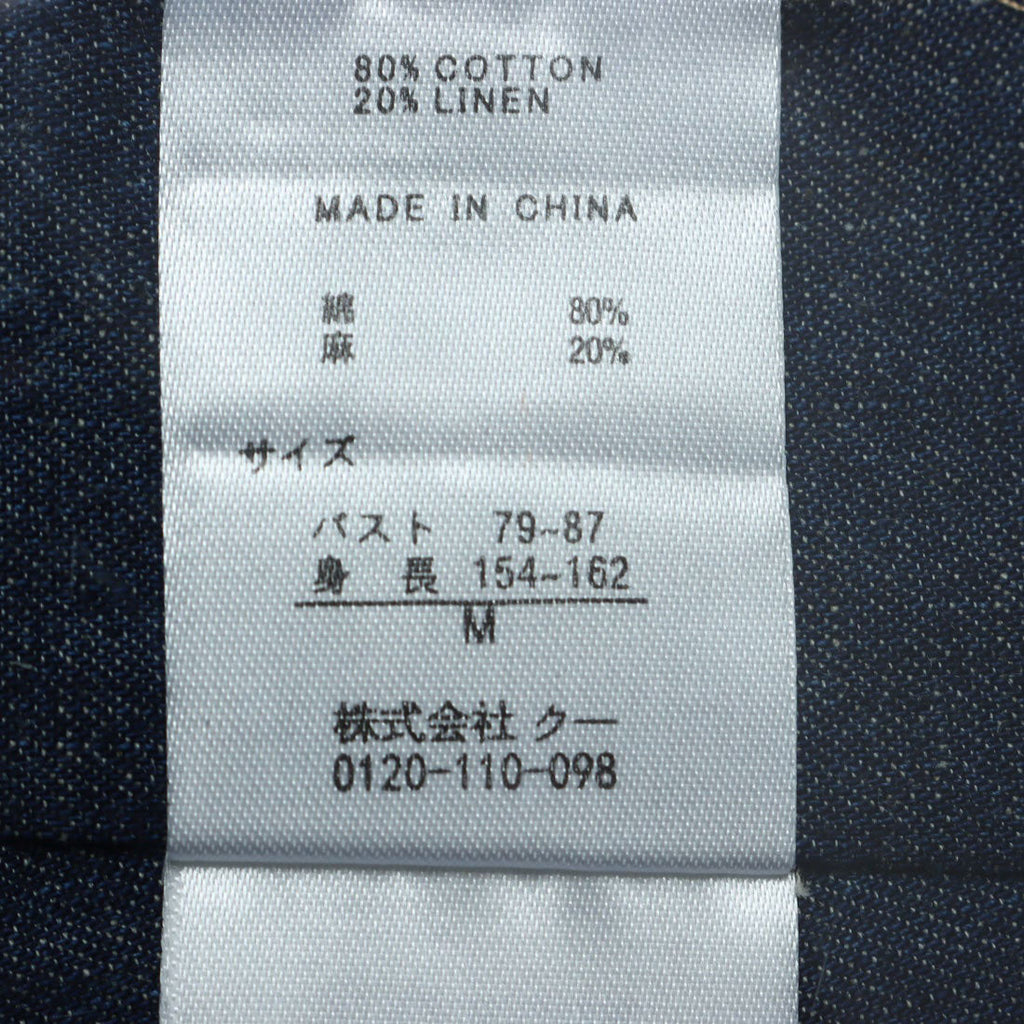 80% COTTON
20% LINEN
MADE IN CHINA
綿 80%
麻 20%
サイズ
バスト 79~87
身 長 154~162
M
株式会社 クー
0120-110-098